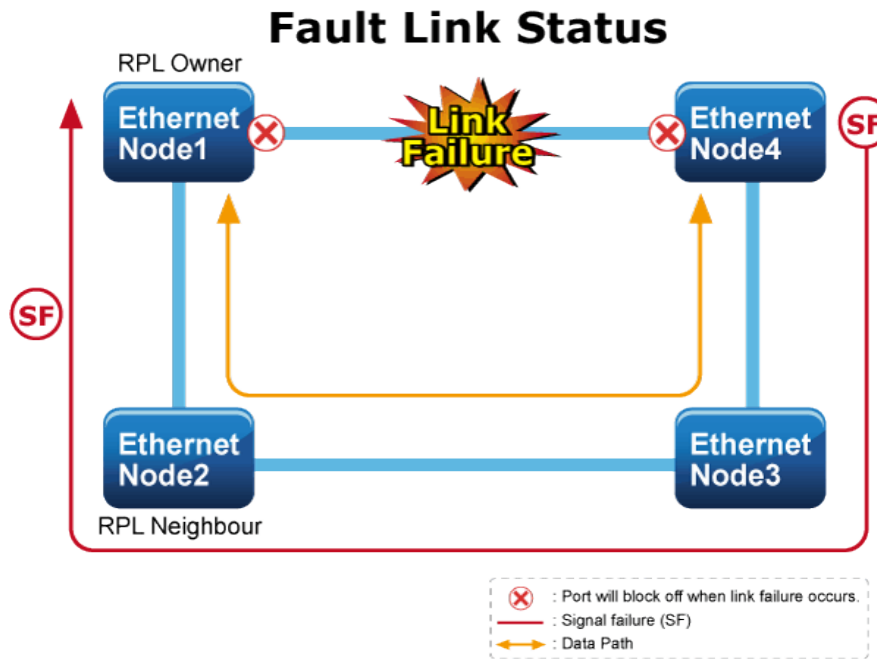 Fault Link Status
RPL Owner
Ethernet
Node1
Link
Failure
Ethernet
Node4
SF
SF
Ethernet
Node2
RPL Neighbour
Ethernet
Node3
: Port will block off when link failure occurs.
: Signal failure (SF)
: Data Path